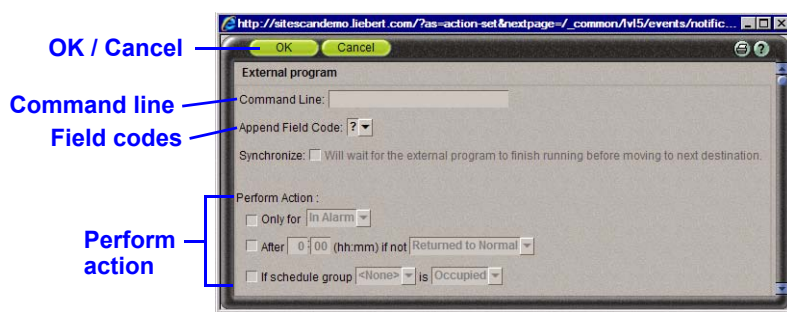 http://sitescandemo.liebert.com/?as=action-set&nextpage=/_common/lvl5/events/notific...
OK / Cancel
OK Cancel
External program
Command line
Command Line:
Field codes
Append Field Code: ?
Synchronize: Will wait for the external program to finish running before moving to next destination.
Perform action
Perform Action :
Only for In Alarm
After 0 : 00 (hh:mm) if not Returned to Normal
If schedule group <None> is Occupied